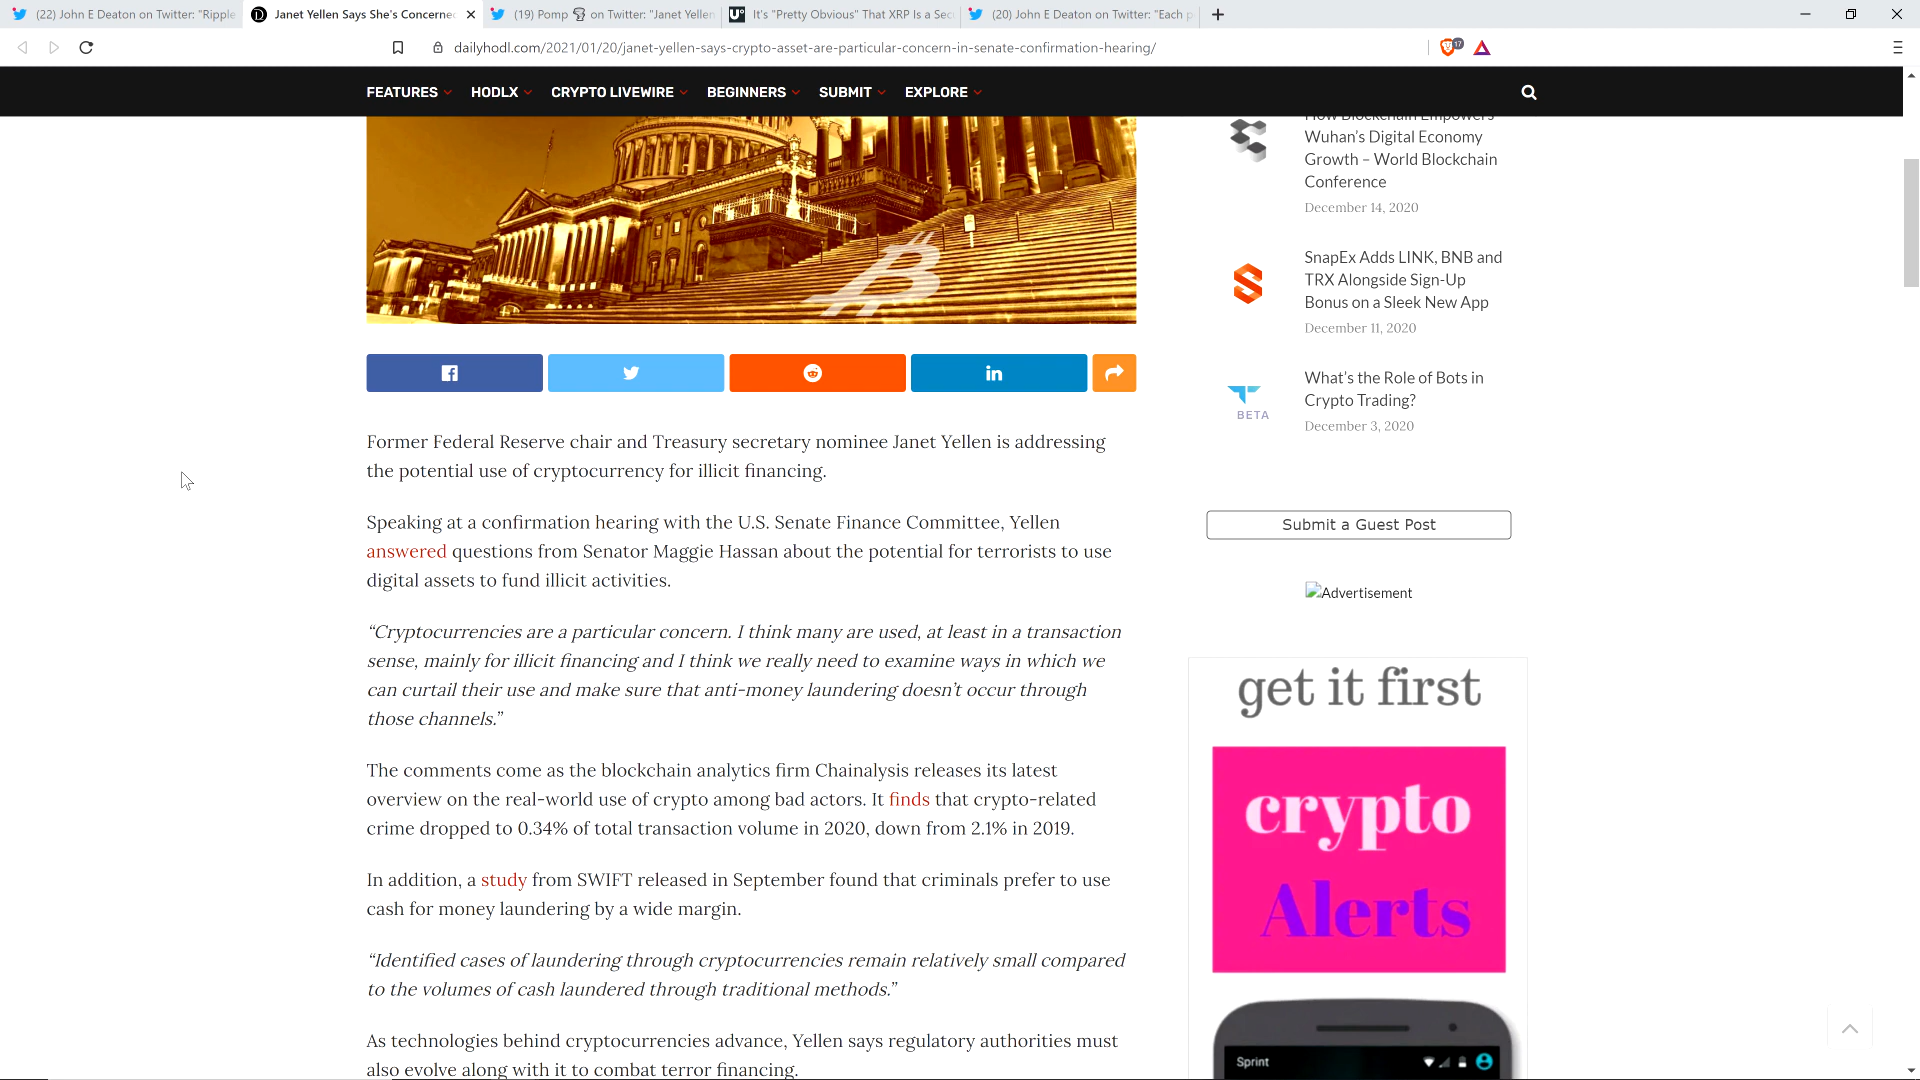 (22) John E Deaton on Twitter: "Ripple
Janet Yellen Says She's Concerne
(19) Pomp on Twitter: "Janet Yellen
It's "Pretty Obvious" That XRP Is a Sec
(20) John E Deaton on Twitter: "Each p
dailyhodl.com/2021/01/20/janet-yellen-says-crypto-asset-are-particular-concern-in-senate-confirmation-hearing/
17
FEATURES HODLX CRYPTO LIVEWIRE BEGINNERS SUBMIT EXPLORE
Former Federal Reserve chair and Treasury secretary nominee Janet Yellen is addressing
the potential use of cryptocurrency for illicit financing.
Speaking at a confirmation hearing with the U.S. Senate Finance Committee, Yellen
answered questions from Senator Maggie Hassan about the potential for terrorists to use
digital assets to fund illicit activities.
“Cryptocurrencies are a particular concern. I think many are used, at least in a transaction
sense, mainly for illicit financing and I think we really need to examine ways in which we
can curtail their use and make sure that anti-money laundering doesn’t occur through
those channels.”
The comments come as the blockchain analytics firm Chainalysis releases its latest
overview on the real-world use of crypto among bad actors. It finds that crypto-related
crime dropped to 0.34% of total transaction volume in 2020, down from 2.1% in 2019.
In addition, a study from SWIFT released in September found that criminals prefer to use
cash for money laundering by a wide margin.
“Identified cases of laundering through cryptocurrencies remain relatively small compared
to the volumes of cash laundered through traditional methods.”
As technologies behind cryptocurrencies advance, Yellen says regulatory authorities must
also evolve along with it to combat terror financing.
How Blockchain Empowers
Wuhan’s Digital Economy
Growth – World Blockchain
Conference
December 14, 2020
SnapEx Adds LINK, BNB and
TRX Alongside Sign-Up
Bonus on a Sleek New App
December 11, 2020
BETA
What’s the Role of Bots in
Crypto Trading?
December 3, 2020
Submit a Guest Post
Advertisement
get it first
crypto
Alerts
Sprint